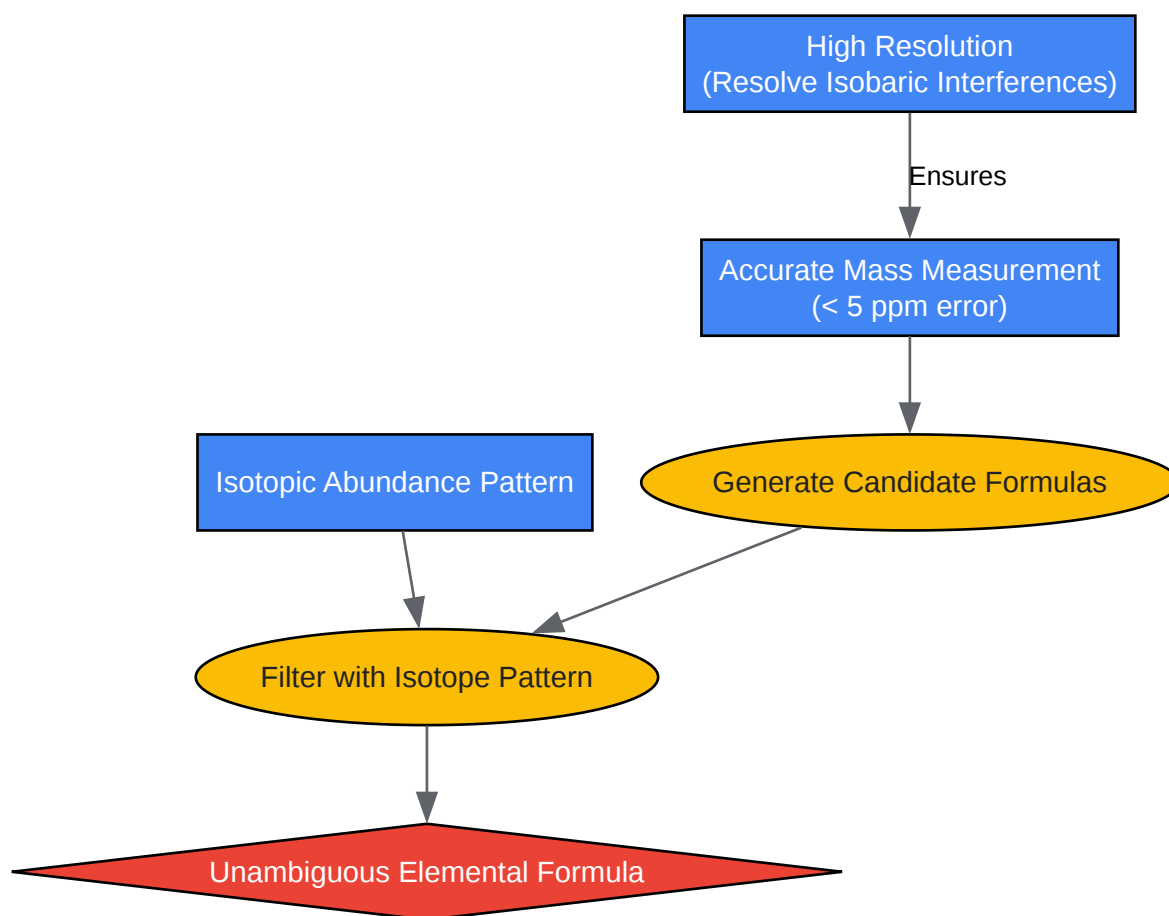 High Resolution
(Resolve Isobaric Interferences)
Ensures
Accurate Mass Measurement
(< 5 ppm error)
Isotopic Abundance Pattern
Generate Candidate Formulas
Filter with Isotope Pattern
Unambiguous Elemental Formula